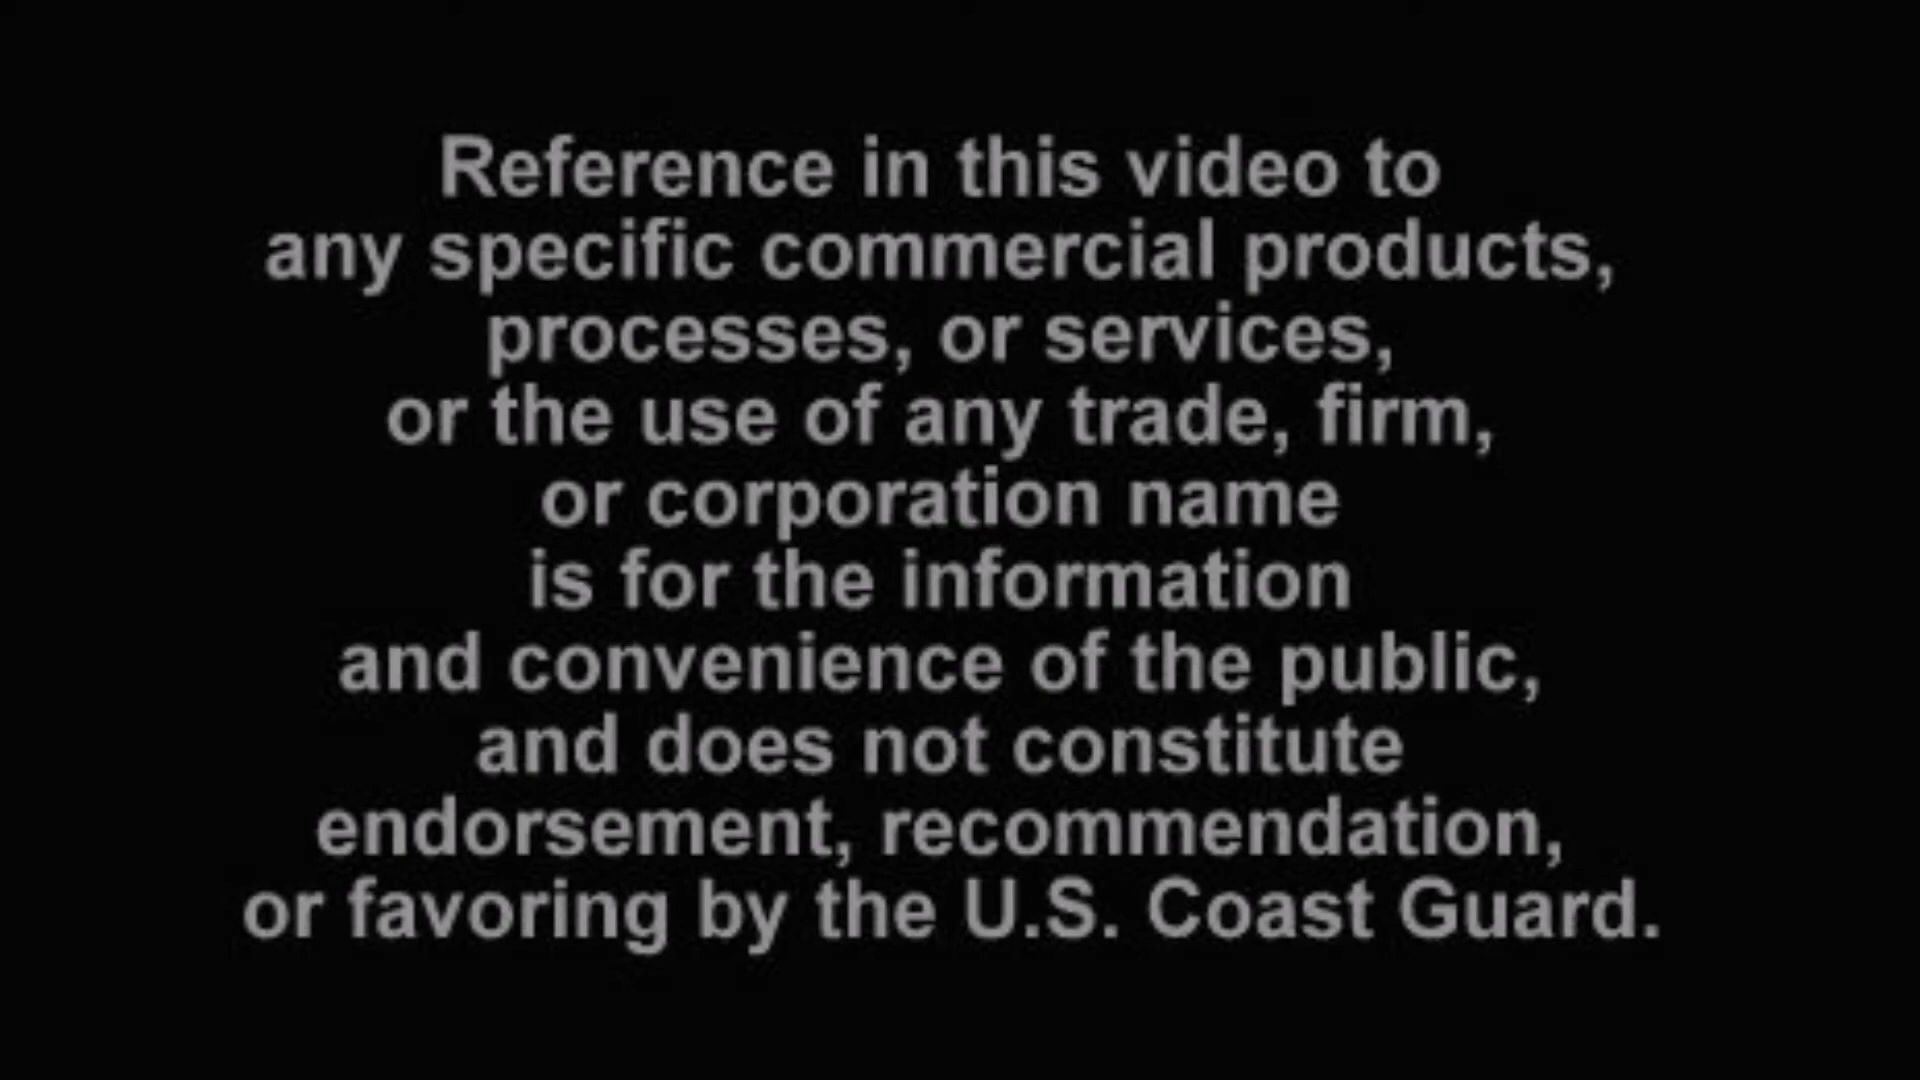 Reference in this video to
any specific commercial products,
processes, or services,
or the use of any trade, firm,
or corporation name
is for the information
and convenience of the public,
and does not constitute
endorsement, recommendation,
or favoring by the U.S. Coast Guard.